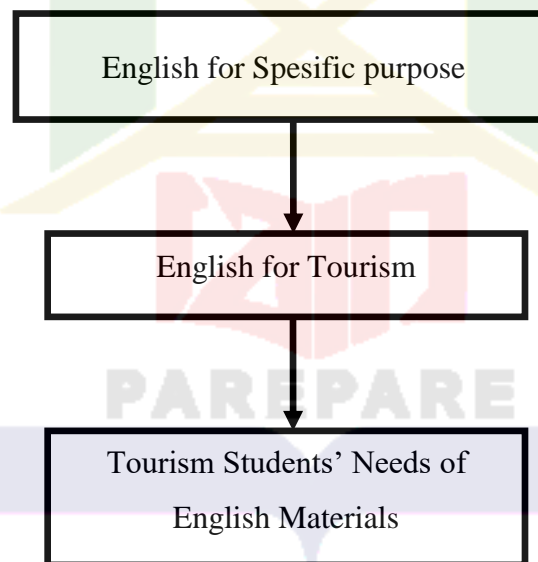 English for Spesific purpose
English for Tourism
PAREPARE
Tourism Students’ Needs of
English Materials